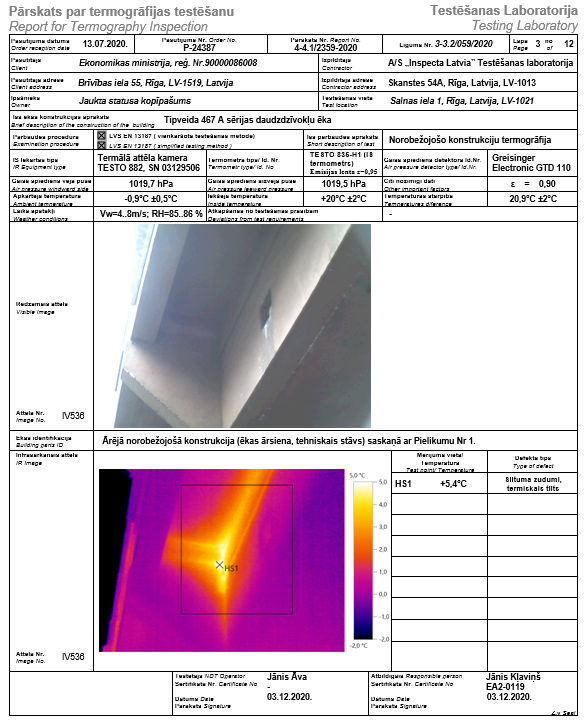 Pārskats par termogrāfijas testēšanu
Testēšanas Laboratorija
Report for Termography Inspection
Testing Laboratory
Pasūtījuma datums
Order reception date
13.07.2020.
Pasūtījuma Nr. Order No.
P-24387
Pārskata Nr. Report No.
4-4.1/2359-2020
Līguma Nr. 3-3.2/059/2020
Lapa
Page
3
no
of
12
Pasūtītājs
Client
Ekonomikas ministrija, reģ. Nr.90000086008
Izpildītājs
Contractor
A/S „Inspecta Latvia” Testēšanas laboratorija
Pasūtītāja adrese
Client address
Brīvības iela 55, Rīga, LV-1519, Latvija
Izpildītāja adrese
Contractor address
Skanstes 54A, Rīga, Latvija, LV-1013
Īpašnieks
Owner
Jaukta statusa kopīpašums
Testa vieta
Test location
Salnas iela 1, Rīga, Latvija, LV-1021
Īss ēkas konstrukcijas apraksts
Brief description of the construction of the building
Tipveida 467 A sērijas daudzdzīvokļu ēka
Pārbaudes procedūra
Examination procedure
LVS EN 13187 ( vienkāršota testēšanas metode)
LVS EN 13187 ( simplified testing method )
Īss pārbaudes apraksts
Short description of test
Norobežojošo konstrukciju termogrāfija
IS iekārtas tips
IR Equipment type
Termālā attēla kamera
TESTO 882, SN 03129506
Termometra tips/ Id. Nr.
Termometer type/ Id. No
TESTO 835-H1 (IS
termometrs)
Emisijas lenta ε=0,95
Gaisa spiediena detektors Id.Nr.
Air pressure detector type/ Id.Nr.
Greisinger
Electronic GTD 110
Gaisa spiediens vēja pusē
Air pressure windward side
1019,7 hPa
Gaisa spiediens aizvēja pusē
Air pressure leeward pressure
1019,5 hPa
Citi nozīmīgi dati
Other important factors
ε = 0,90
Apkārtējā temperatūra
Ambient temperature
-0,9°C ±0,5°C
Iekšējā temperatūra
Inside temperature
+20°C ±2°C
Temperatūras starpība
Temperatures diference
20,9°C ±2°C
Laika apstākļi
Weather conditions
Vw=4..8m/s; RH=85..86 %
Atkāpšanās no testēšanas prasībām
Deviations from test requirements
-
Redzamais attēls
Visible Image
Attēla Nr.
Image No.
IV536
Ēkas identifikācija
Building parts ID
Ārējā norobežojošā konstrukcija (ēkas ārsiena, tehniskais stāvs) saskaņā ar Pielikumu Nr 1.
Infrasarkanais attēls
IR Image
Mērījuma vieta/
Temperatūra
Test point/ Temperature
Defekta tips
Type of defect
HS1 +5,4°C
Siltuma zudumi,
termiskais tilts
5,0 °C
5,0
4,0
3,0
2,0
1,0
0,0
-1,0
-2,0
-2,0 °C
HS1
Attēla Nr.
Image No.
IV536
Testētājs NDT Operator
Sertifikāta Nr. Certificate No
Datums Date
Paraksts Signature
Jānis Āva
-
03.12.2020.
Atbildīgais Responsible person
Sertifikāta Nr. Certificate No
Datums Date
Paraksts Signature
Jānis Kļaviņš
EA2-0119
03.12.2020.